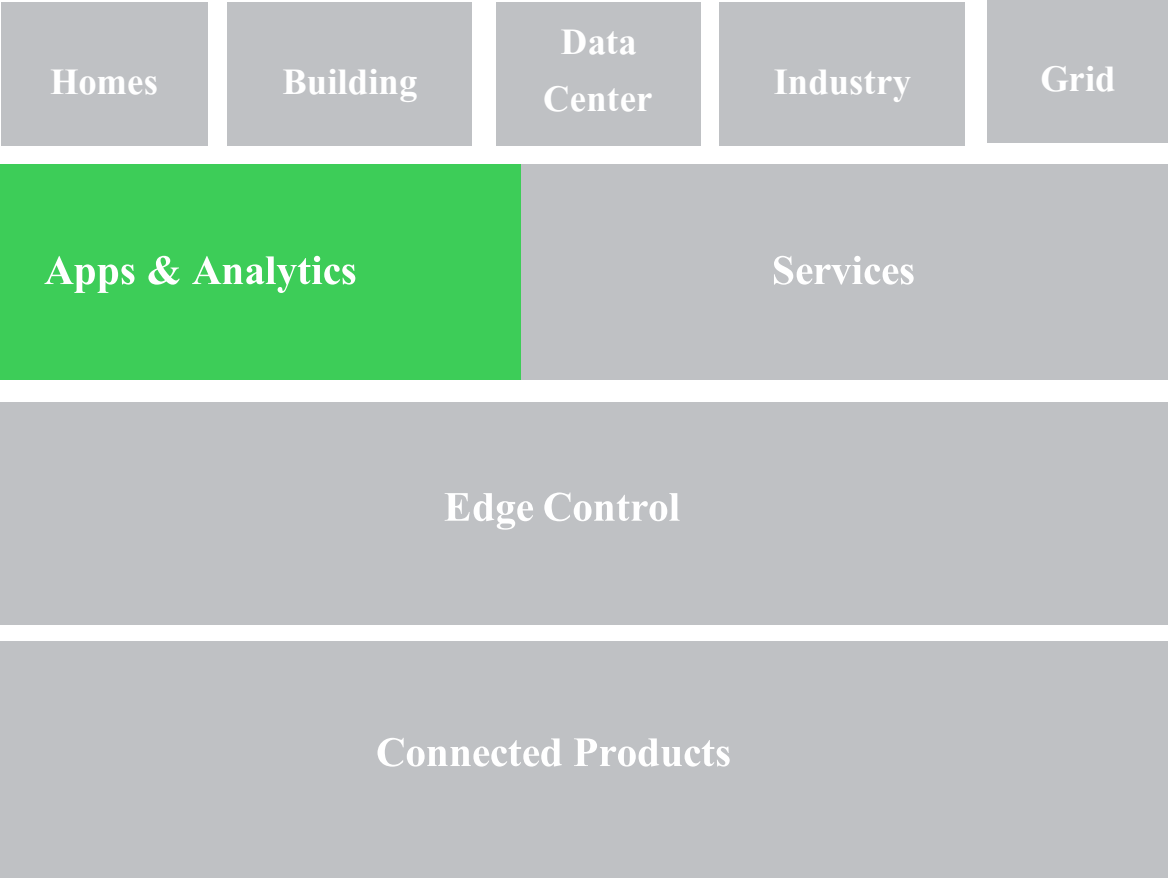 Homes
Building
Data
Center
Industry
Grid
Apps & Analytics
Services
Edge Control
Connected Products